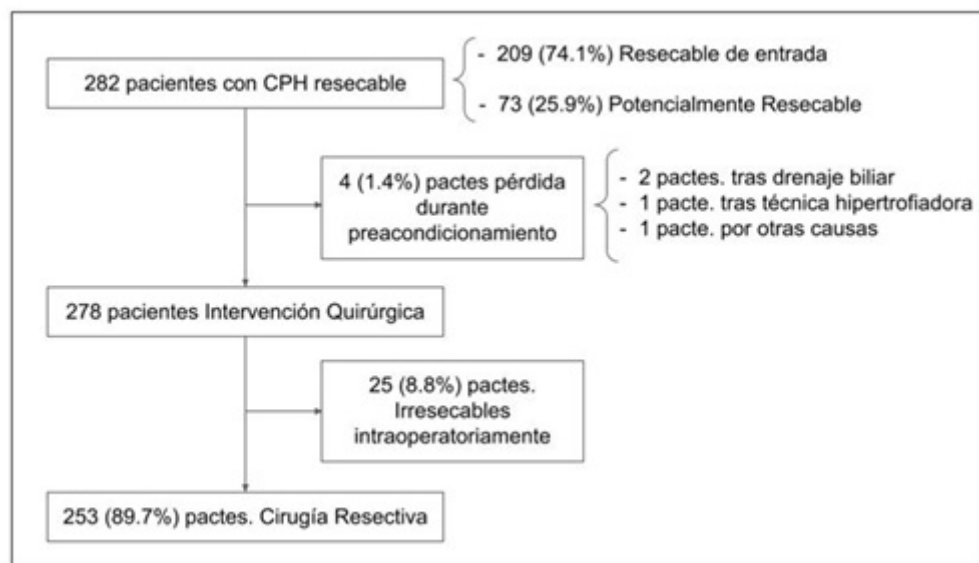 282 pacientes con CPH resecable
- 209 (74.1%) Resecable de entrada
- 73 (25.9%) Potencialmente Resecable
4 (1.4%) pactes pérdida
durante
preacondicionamiento
- 2 pactes. tras drenaje biliar
- 1 pacte. tras técnica hipertrofiadora
- 1 pacte. por otras causas
278 pacientes Intervención Quirúrgica
25 (8.8%) pactes.
Irresecables
intraoperatoriamente
253 (89.7%) pactes. Cirugía Resectiva